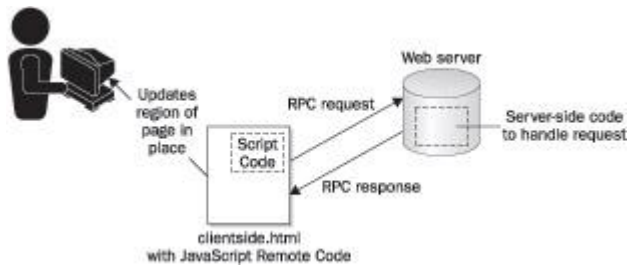 Web server
Updates
region of
page in
place
RPC request
Script
Code
Server-side code
to handle request
RPC response
clientside.html
with JavaScript Remote Code